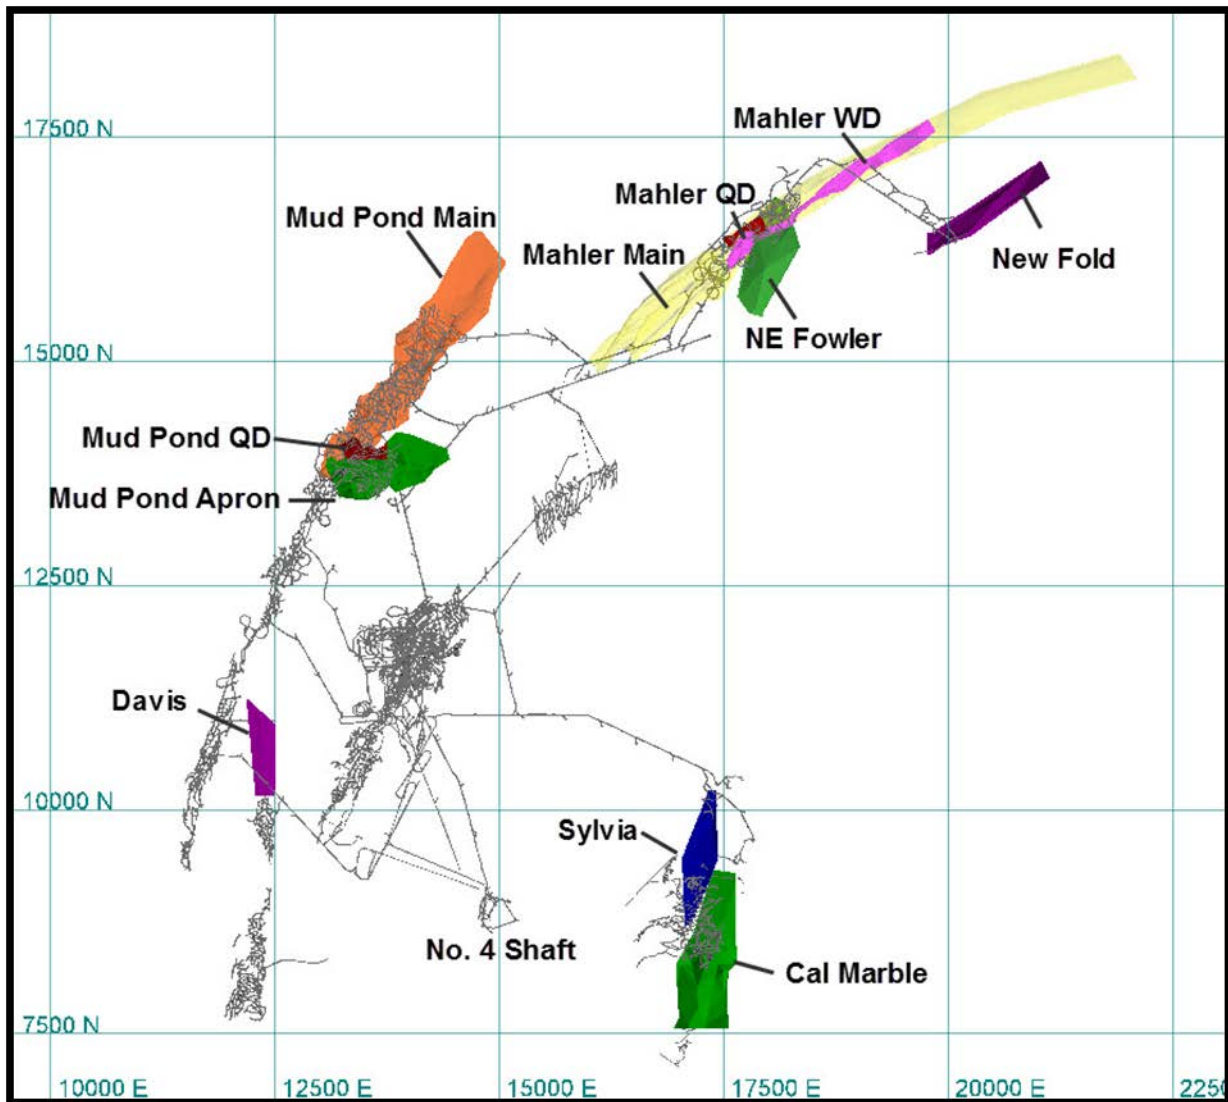 17500 N
Mahler WD
Mahler QD
Mud Pond Main
Mahler Main
New Fold
NE Fowler
15000 N
Mud Pond QD
Mud Pond Apron
12500 N
Davis
10000 N
Sylvia
No. 4 Shaft
Cal Marble
7500 N
10000 E
12500 E
15000 E
17500 E
20000 E
2250